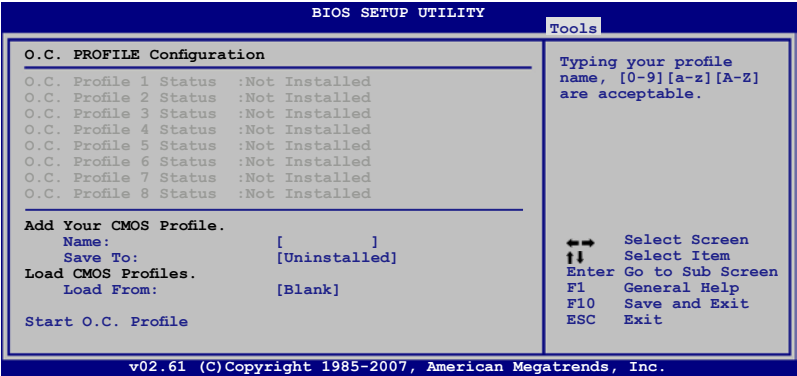 BIOS SETUP UTILITY
Tools
O.C. PROFILE Configuration
O.C. Profile 1 Status :Not Installed
O.C. Profile 2 Status :Not Installed
O.C. Profile 3 Status :Not Installed
O.C. Profile 4 Status :Not Installed
O.C. Profile 5 Status :Not Installed
O.C. Profile 6 Status :Not Installed
O.C. Profile 7 Status :Not Installed
O.C. Profile 8 Status :Not Installed
Add Your CMOS Profile.
Name: [ ]
Save To: [Uninstalled]
Load CMOS Profiles.
Load From: [Blank]
Start O.C. Profile
Typing your profile
name, [0-9][a-z][A-Z]
are acceptable.
←→ Select Screen
↑↓ Select Item
Enter Go to Sub Screen
F1 General Help
F10 Save and Exit
ESC Exit
v02.61 (C)Copyright 1985-2007, American Megatrends, Inc.